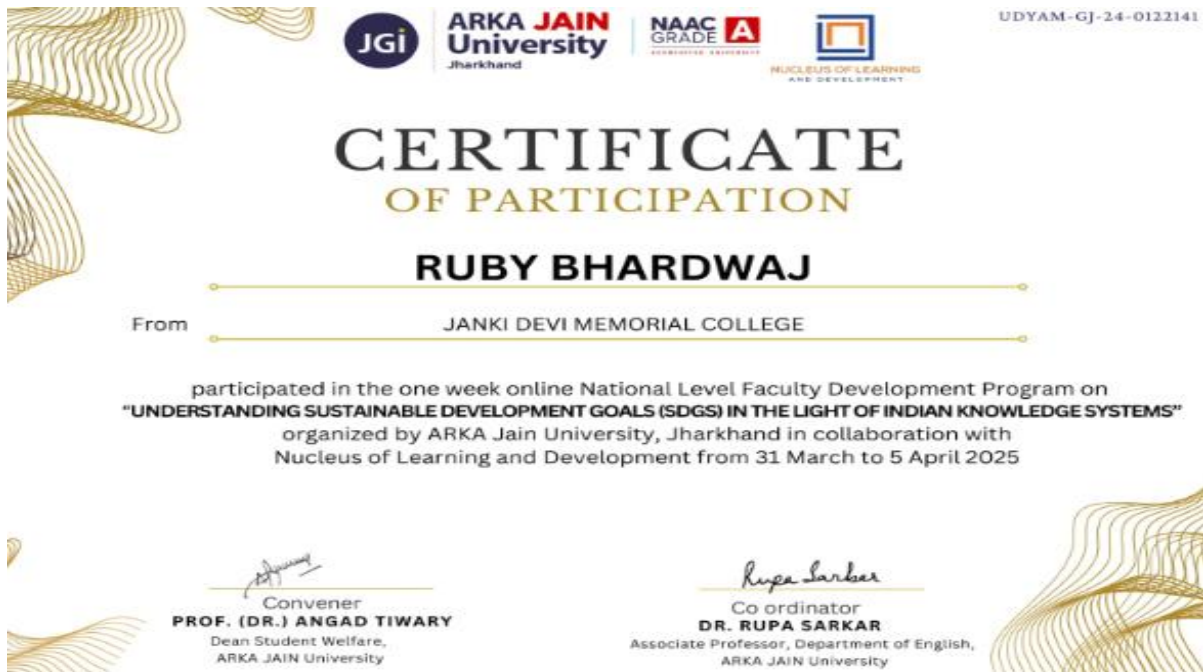 JGi
ARKA JAIN
University
Jharkhand
NAAC
GRADE A
ACCREDITED UNIVERSITY
NUCLEUS OF LEARNING
AND DEVELOPMENT
UDYAM-GJ-24-0122141
CERTIFICATE
OF PARTICIPATION
RUBY BHARDWAJ
From JANKI DEVI MEMORIAL COLLEGE
participated in the one week online National Level Faculty Development Program on
"UNDERSTANDING SUSTAINABLE DEVELOPMENT GOALS (SDGS) IN THE LIGHT OF INDIAN KNOWLEDGE SYSTEMS"
organized by ARKA Jain University, Jharkhand in collaboration with
Nucleus of Learning and Development from 31 March to 5 April 2025
Convener
PROF. (DR.) ANGAD TIWARY
Dean Student Welfare,
ARKA JAIN University
Rupa Sarkar
Co ordinator
DR. RUPA SARKAR
Associate Professor, Department of English,
ARKA JAIN University